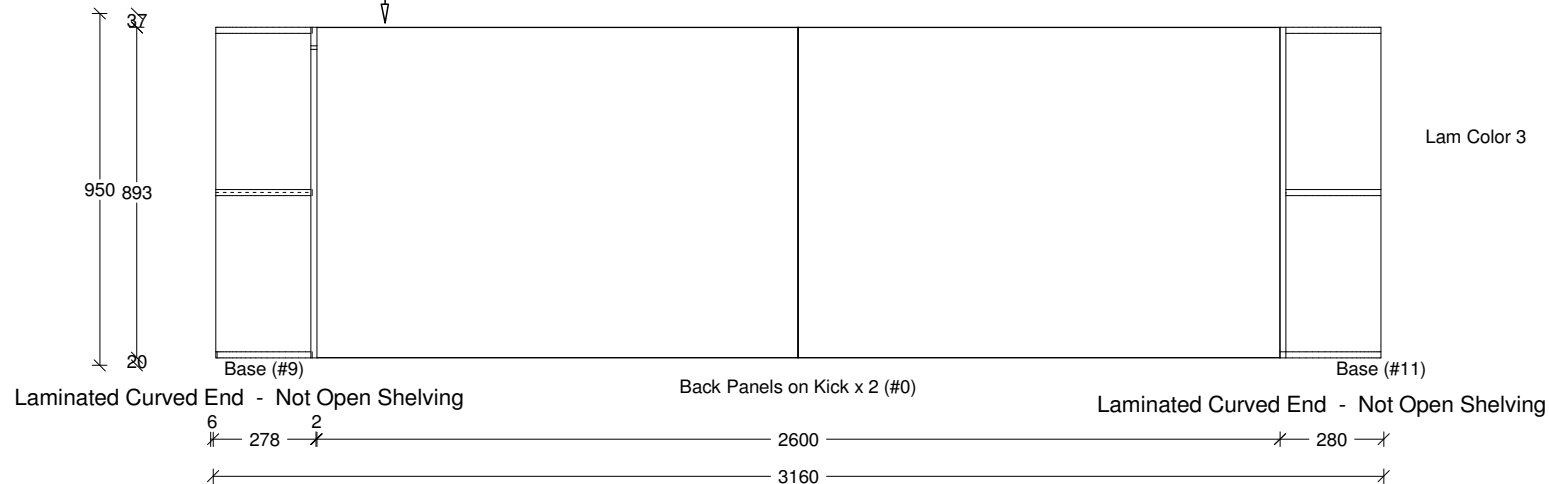 37
Lam Color 3
950 893
20
Base (#9)
Base (#11)
Back Panels on Kick x 2 (#0)
Laminated Curved End - Not Open Shelving
Laminated Curved End - Not Open Shelving
6 2
278 2600 280
3160